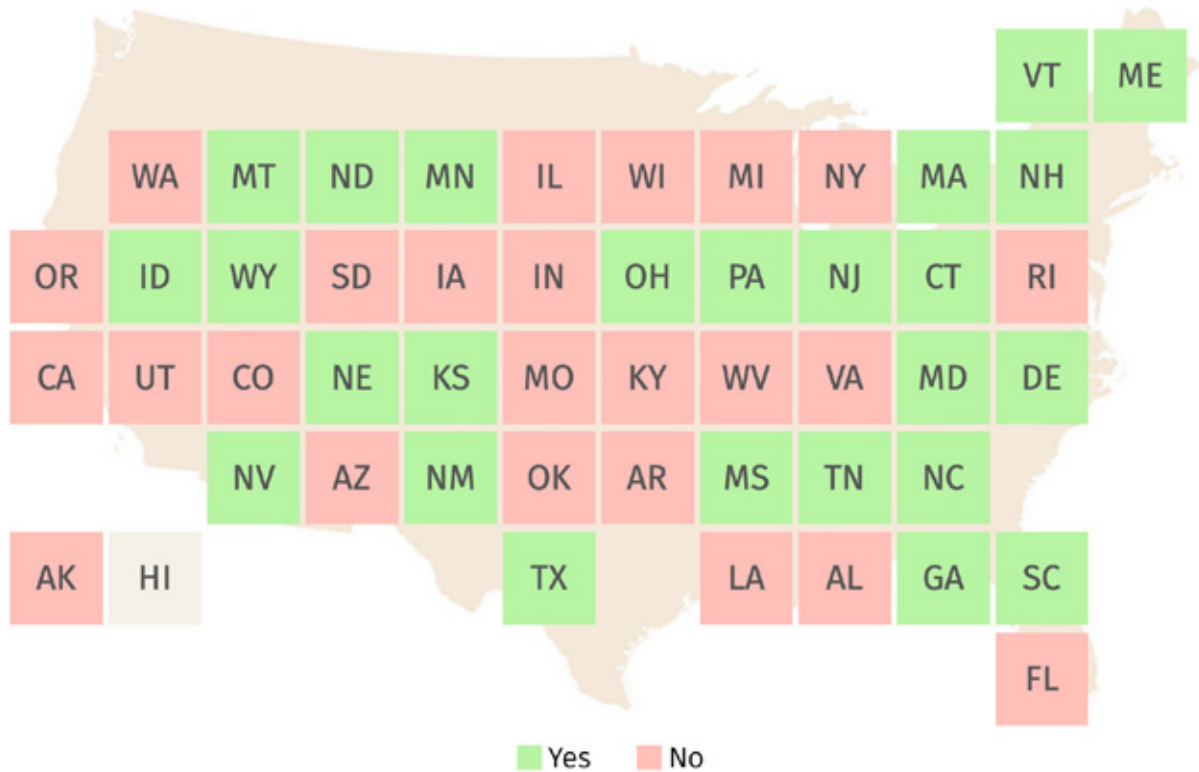 VT ME
WA MT ND MN IL WI MI NY MA NH
OR ID WY SD IA IN OH PA NJ CT RI
CA UT CO NE KS MO KY WV VA MD DE
NV AZ NM OK AR MS TN NC
AK HI TX LA AL GA SC
FL
Yes No